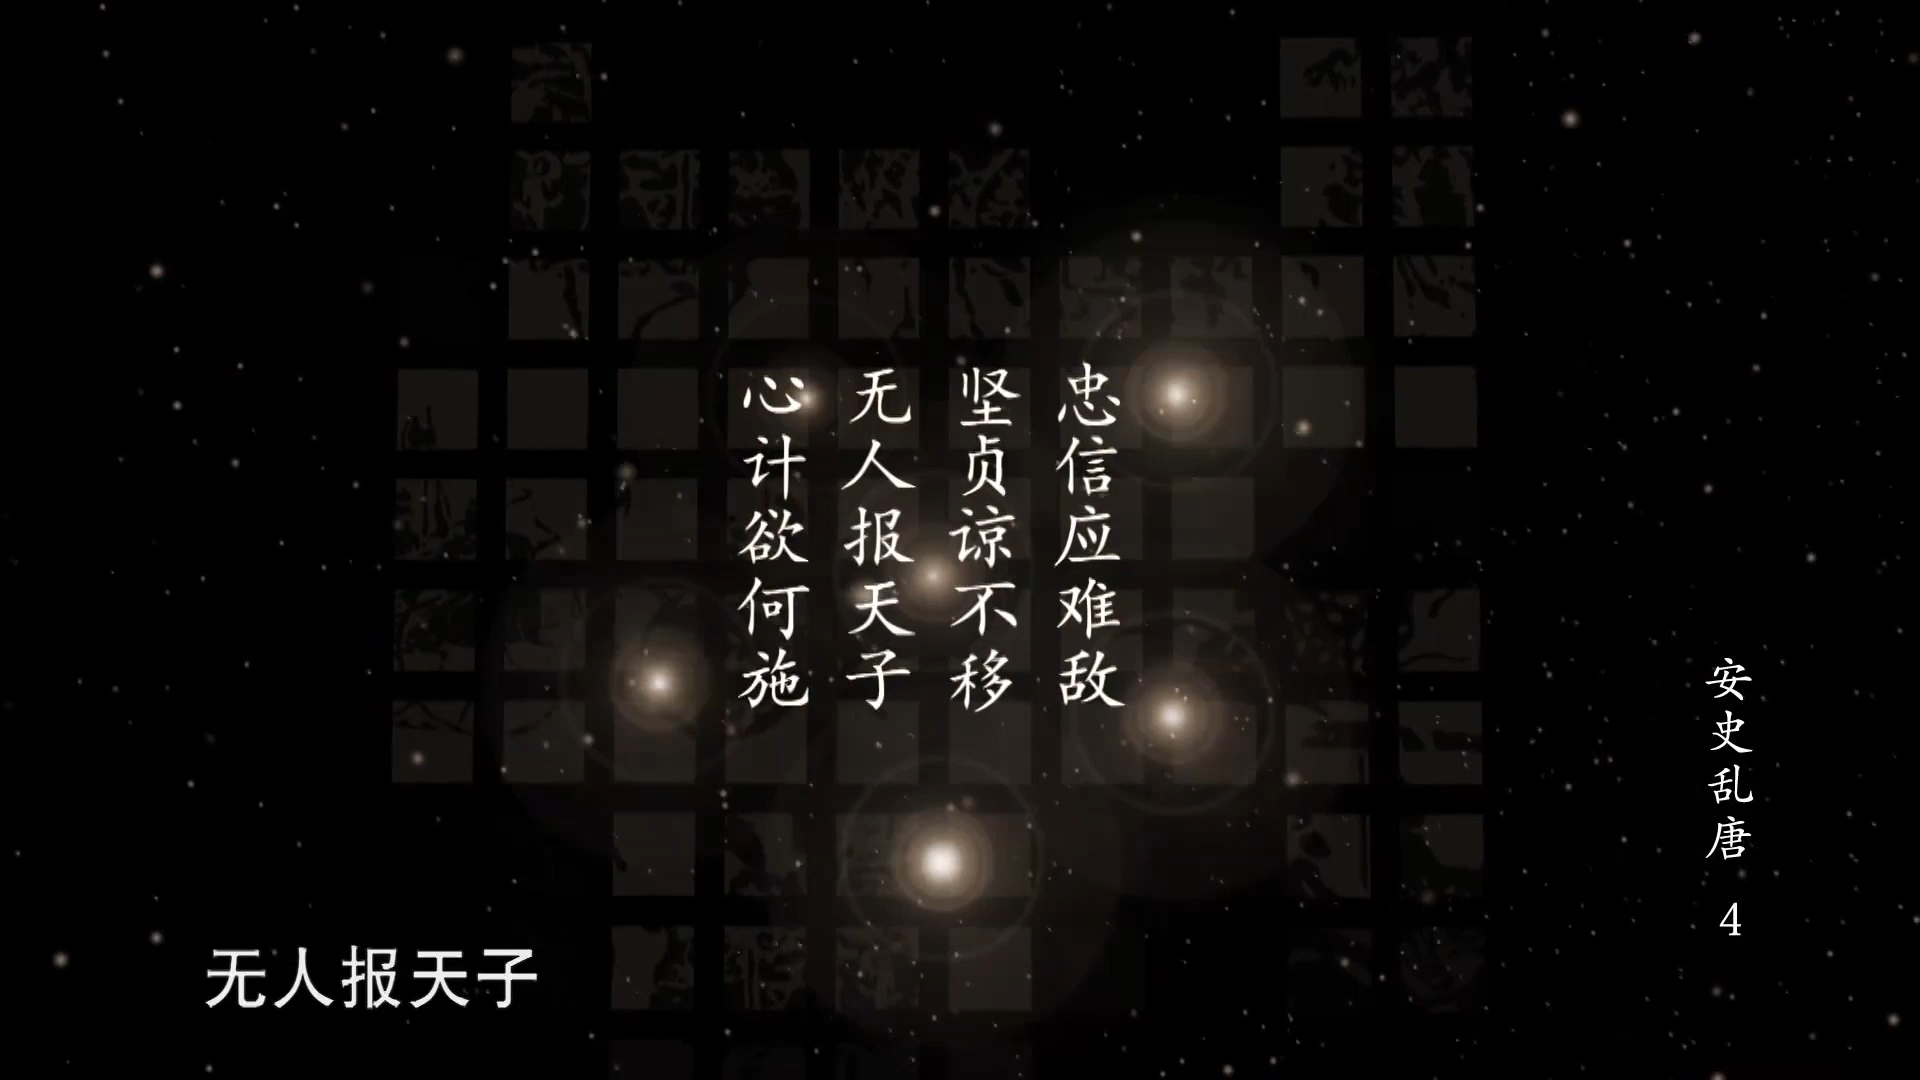 忠信应难敌
坚贞谅不移
无人报天子
心计欲何施
安史乱唐 4
无人报天子